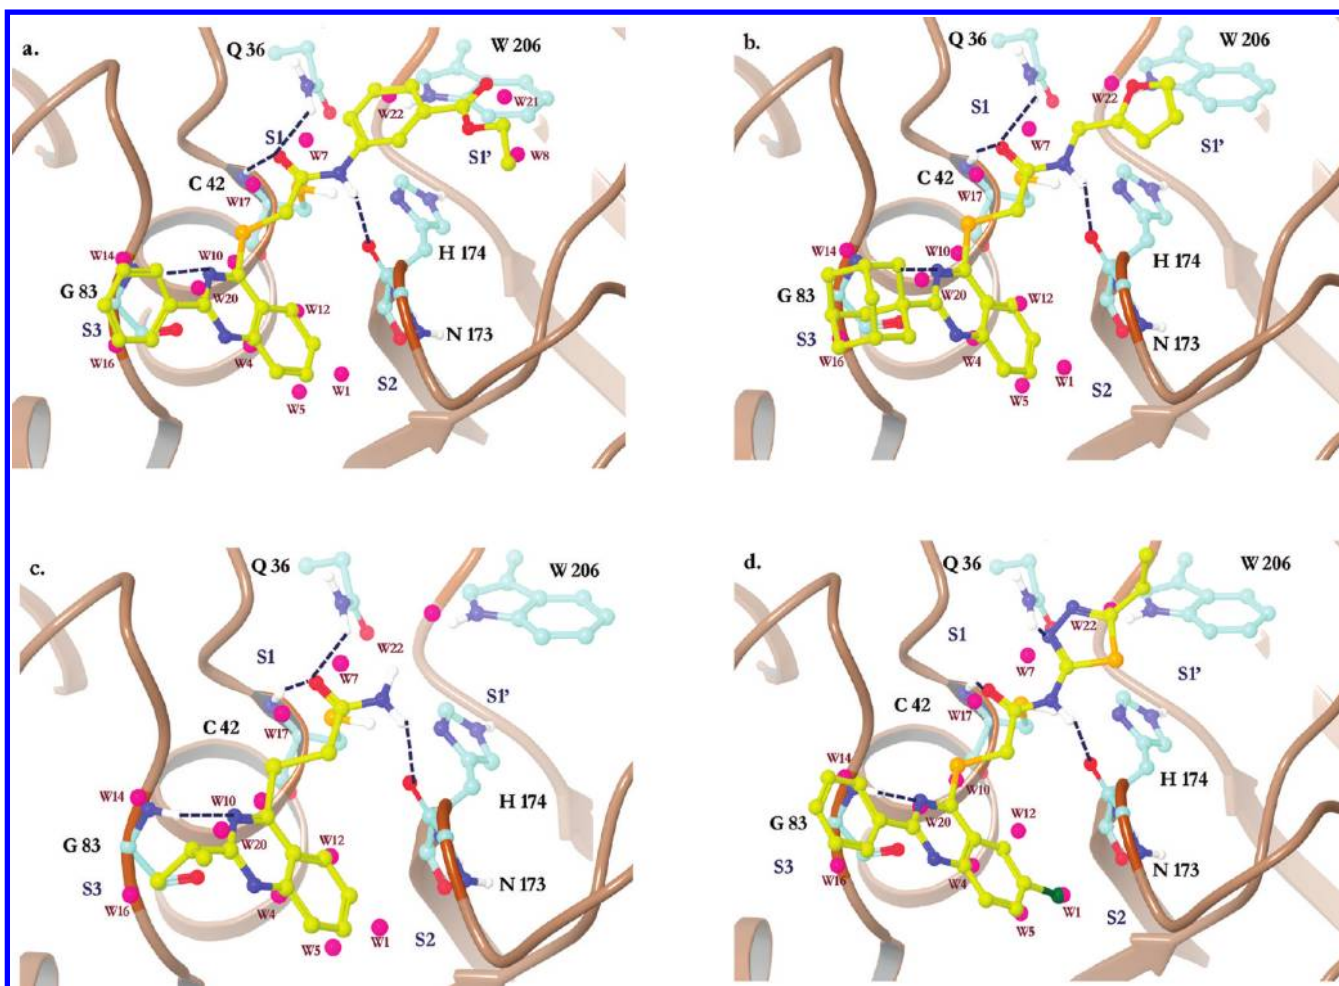 a.
Q 36
W 206
W22
W21
S1
W7
S1'
W8
C 42
W17
W14
W10
H 174
G 83
W20
W12
S3
N 173
W16
W4
S2
W1
W5
b.
Q 36
W 206
W22
S1
W7
S1'
C 42
W17
W14
W10
H 174
G 83
W20
W12
S3
N 173
W16
W4
W1
W5
S2
c.
Q 36
W 206
S1
W22
W7
S1'
C 42
W17
W14
W10
H 174
G 83
W20
W12
S3
N 173
W16
W4
S2
W1
W5
d.
Q 36
W 206
W22
S1
W7
S1'
C 42
W17
W14
W10
H 174
G 83
W20
W12
S3
N 173
W16
W4
W1
W5
S2